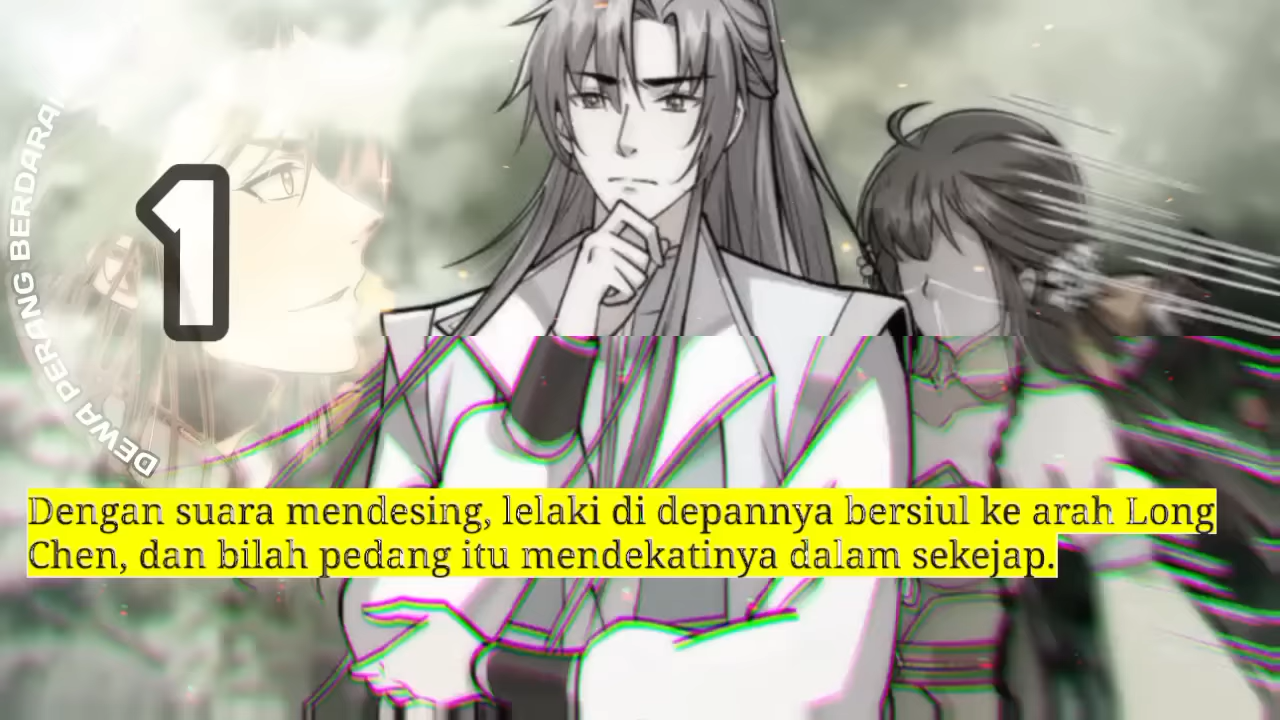 DEWA PERANG BERDARAI
1
Dengan suara mendesing, lelaki di depannya bersiul ke arah Long
Chen, dan bilah pedang itu mendekatinya dalam sekejap.